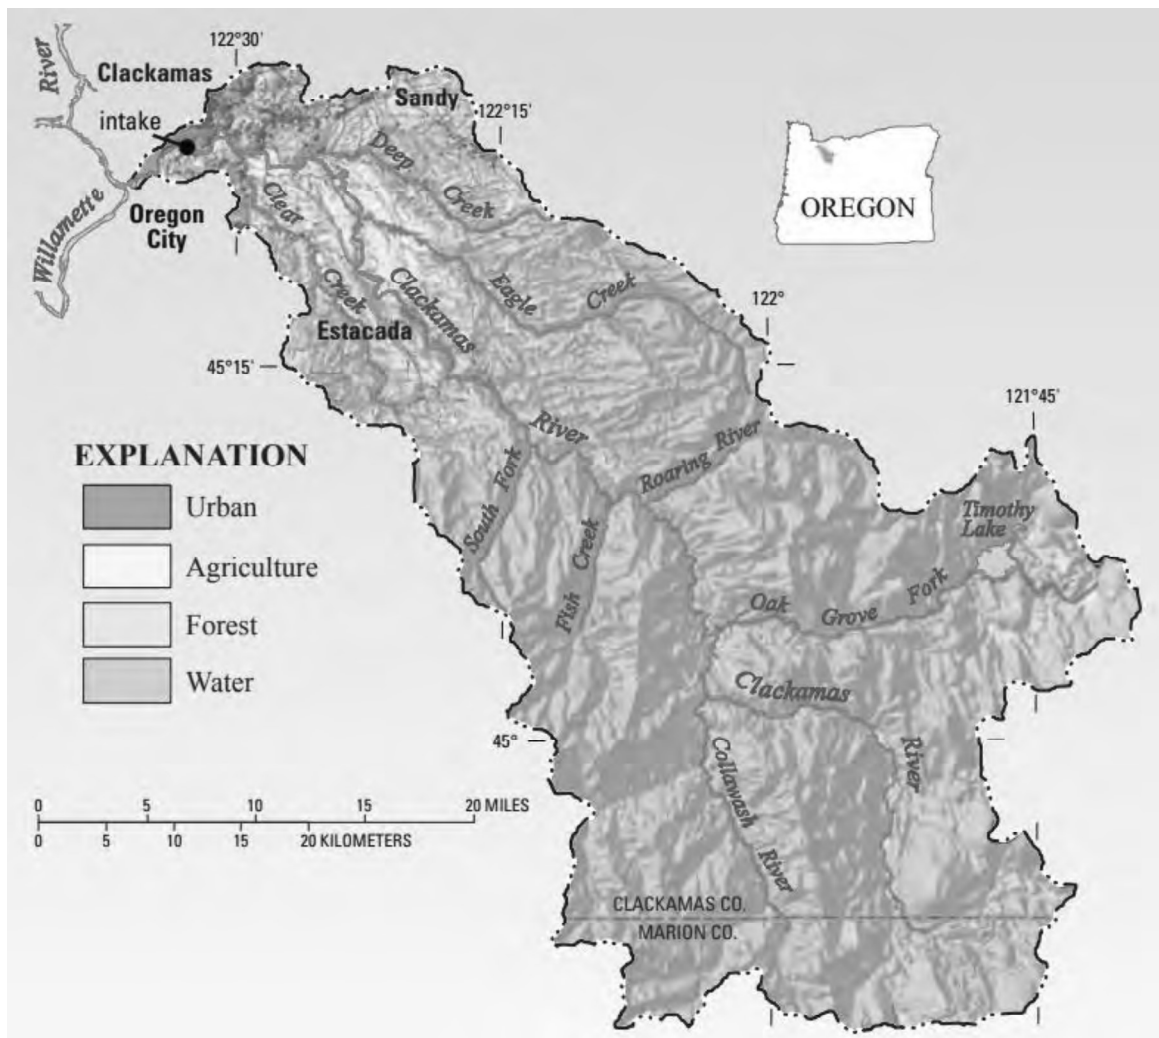 122°30'
River
Clackamas
Sandy
122°15'
intake
Deep
Creek
Clear
Creek
Willamette
Oregon
City
OREGON
Eagle
Creek
Clackamas
River
Estacada
122°
45°15'
121°45'
EXPLANATION
Urban
Agriculture
Forest
Water
Roaring River
South Fork
Fish Creek
Timothy
Lake
Oak Grove Fork
Clackamas
River
45°
Collawash
River
0 5 10 15 20 MILES
0 5 10 15 20 KILOMETERS
CLACKAMAS CO.
MARION CO.